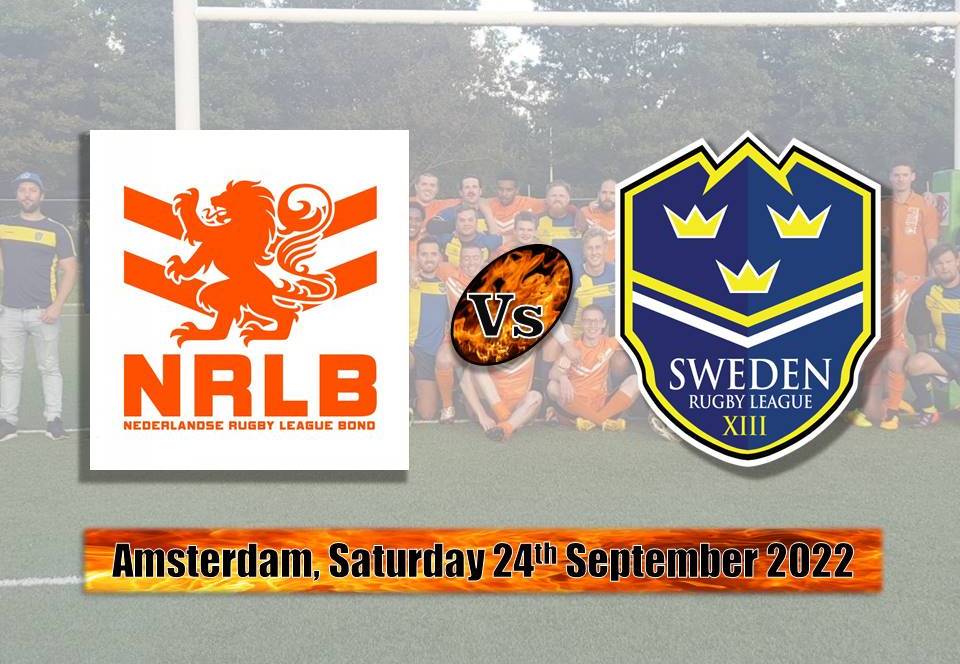 NRLB
NEDERLANDSE RUGBY LEAGUE BOND
Vs
SWEDEN
RUGBY LEAGUE
XIII
Amsterdam, Saturday 24th September 2022